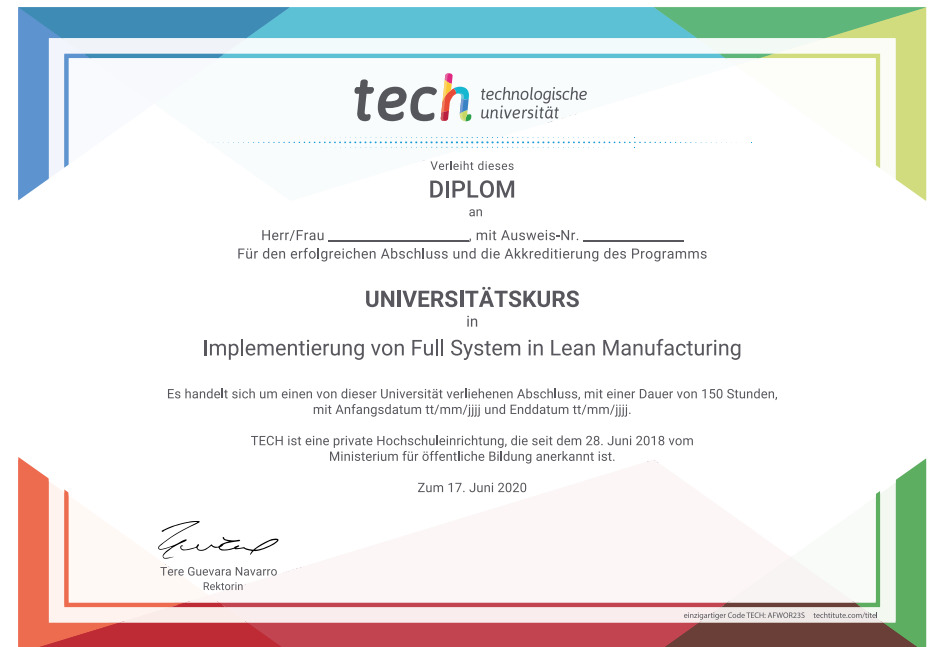 tech technologische
universität
Verleiht dieses
DIPLOM
an
Herr/Frau ____________, mit Ausweis-Nr. ____________
Für den erfolgreichen Abschluss und die Akkreditierung des Programms
UNIVERSITÄTSKURS
in
Implementierung von Full System in Lean Manufacturing
Es handelt sich um einen von dieser Universität verliehenen Abschluss, mit einer Dauer von 150 Stunden,
mit Anfangsdatum tt/mm/jjjj und Enddatum tt/mm/jjjj.
TECH ist eine private Hochschuleinrichtung, die seit dem 28. Juni 2018 vom
Ministerium für öffentliche Bildung anerkannt ist.
Zum 17. Juni 2020
Tere Guevara Navarro
Rektorin
einzigartiger Code TECH: AFWOR23S techtitute.com/titel